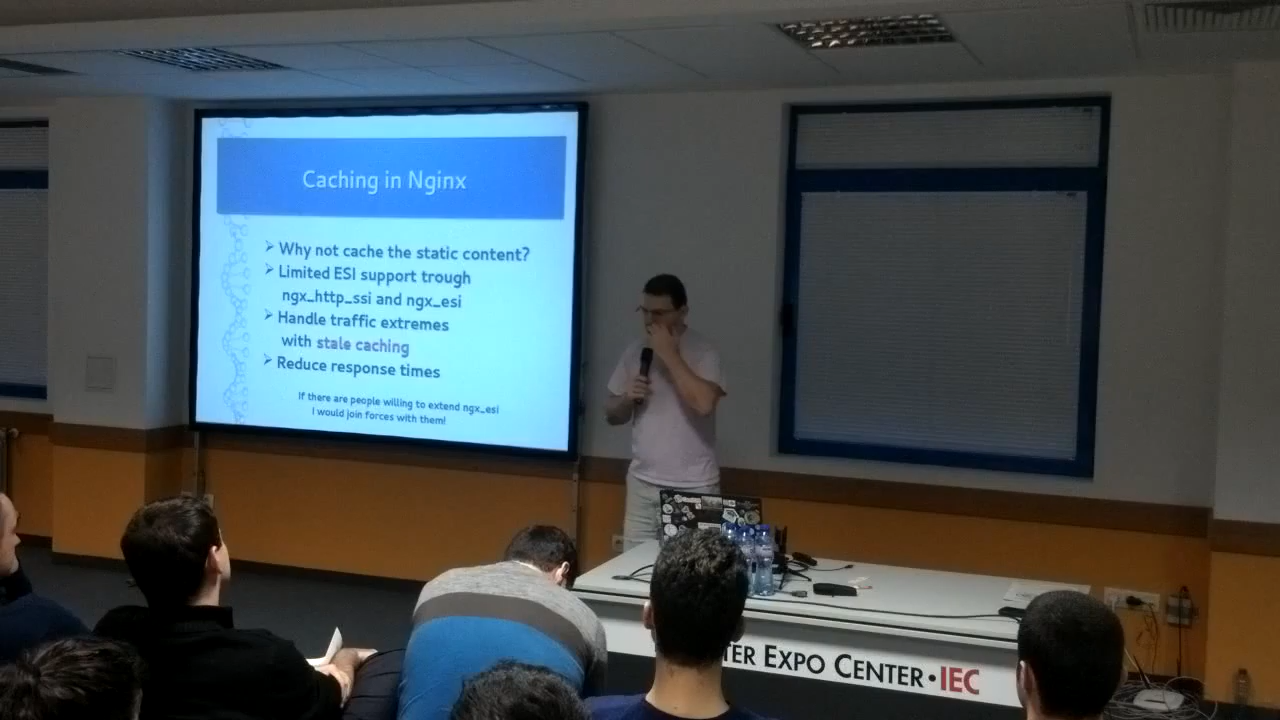 Caching in Nginx
➢ Why not cache the static content?
➢ Limited ESI support trough
ngx_http_ssi and ngx_esi
➢ Handle traffic extremes
with stale caching
➢ Reduce response times
If there are people willing to extend ngx_esi
I would join forces with them!
TER EXPO CENTER • IEC